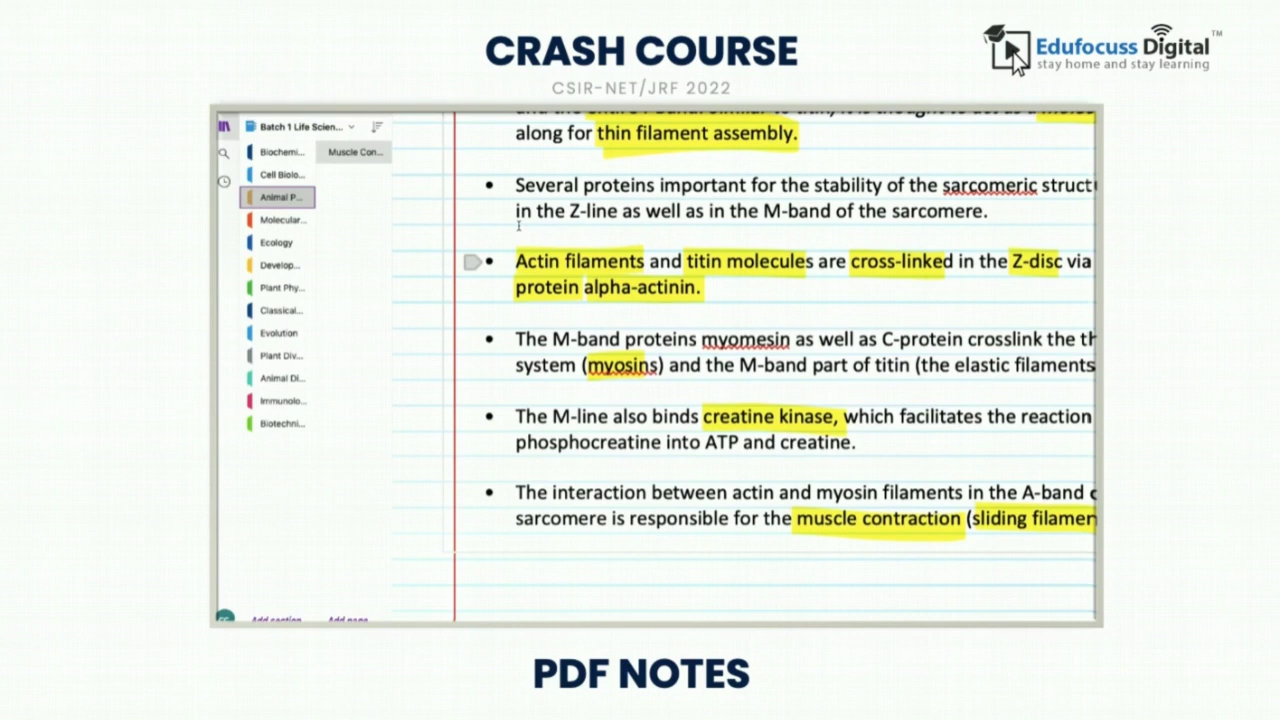 CRASH COURSE
CSIR-NET/JRF 2022
Edufocuss Digital™
stay home and stay learning
Batch 1 Life Scien...
Biochemi...
Muscle Con...
Cell Biolo...
Animal P...
Molecular...
Ecology
Develop...
Plant Phy...
Classical...
Evolution
Plant Div...
Animal Di...
Immunolo...
Biotechni...
Add section
Add page
along for thin filament assembly.
• Several proteins important for the stability of the sarcomeric struct
in the Z-line as well as in the M-band of the sarcomere.
• Actin filaments and titin molecules are cross-linked in the Z-disc via
protein alpha-actinin.
• The M-band proteins myomesin as well as C-protein crosslink the th
system (myosins) and the M-band part of titin (the elastic filaments
• The M-line also binds creatine kinase, which facilitates the reaction
phosphocreatine into ATP and creatine.
• The interaction between actin and myosin filaments in the A-band
sarcomere is responsible for the muscle contraction (sliding filamen
PDF NOTES